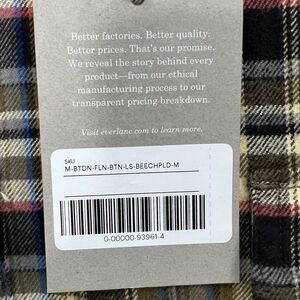 Better factories. Better quality.
Better prices. That's our promise.
We reveal the story behind every
product—from our ethical
manufacturing process to our
transparent pricing breakdown.
Visit everlane.com to learn more.
SKU
M-BTDN-FLN-BTN-LS-BEECHPLD-M
0-00000-93961-4